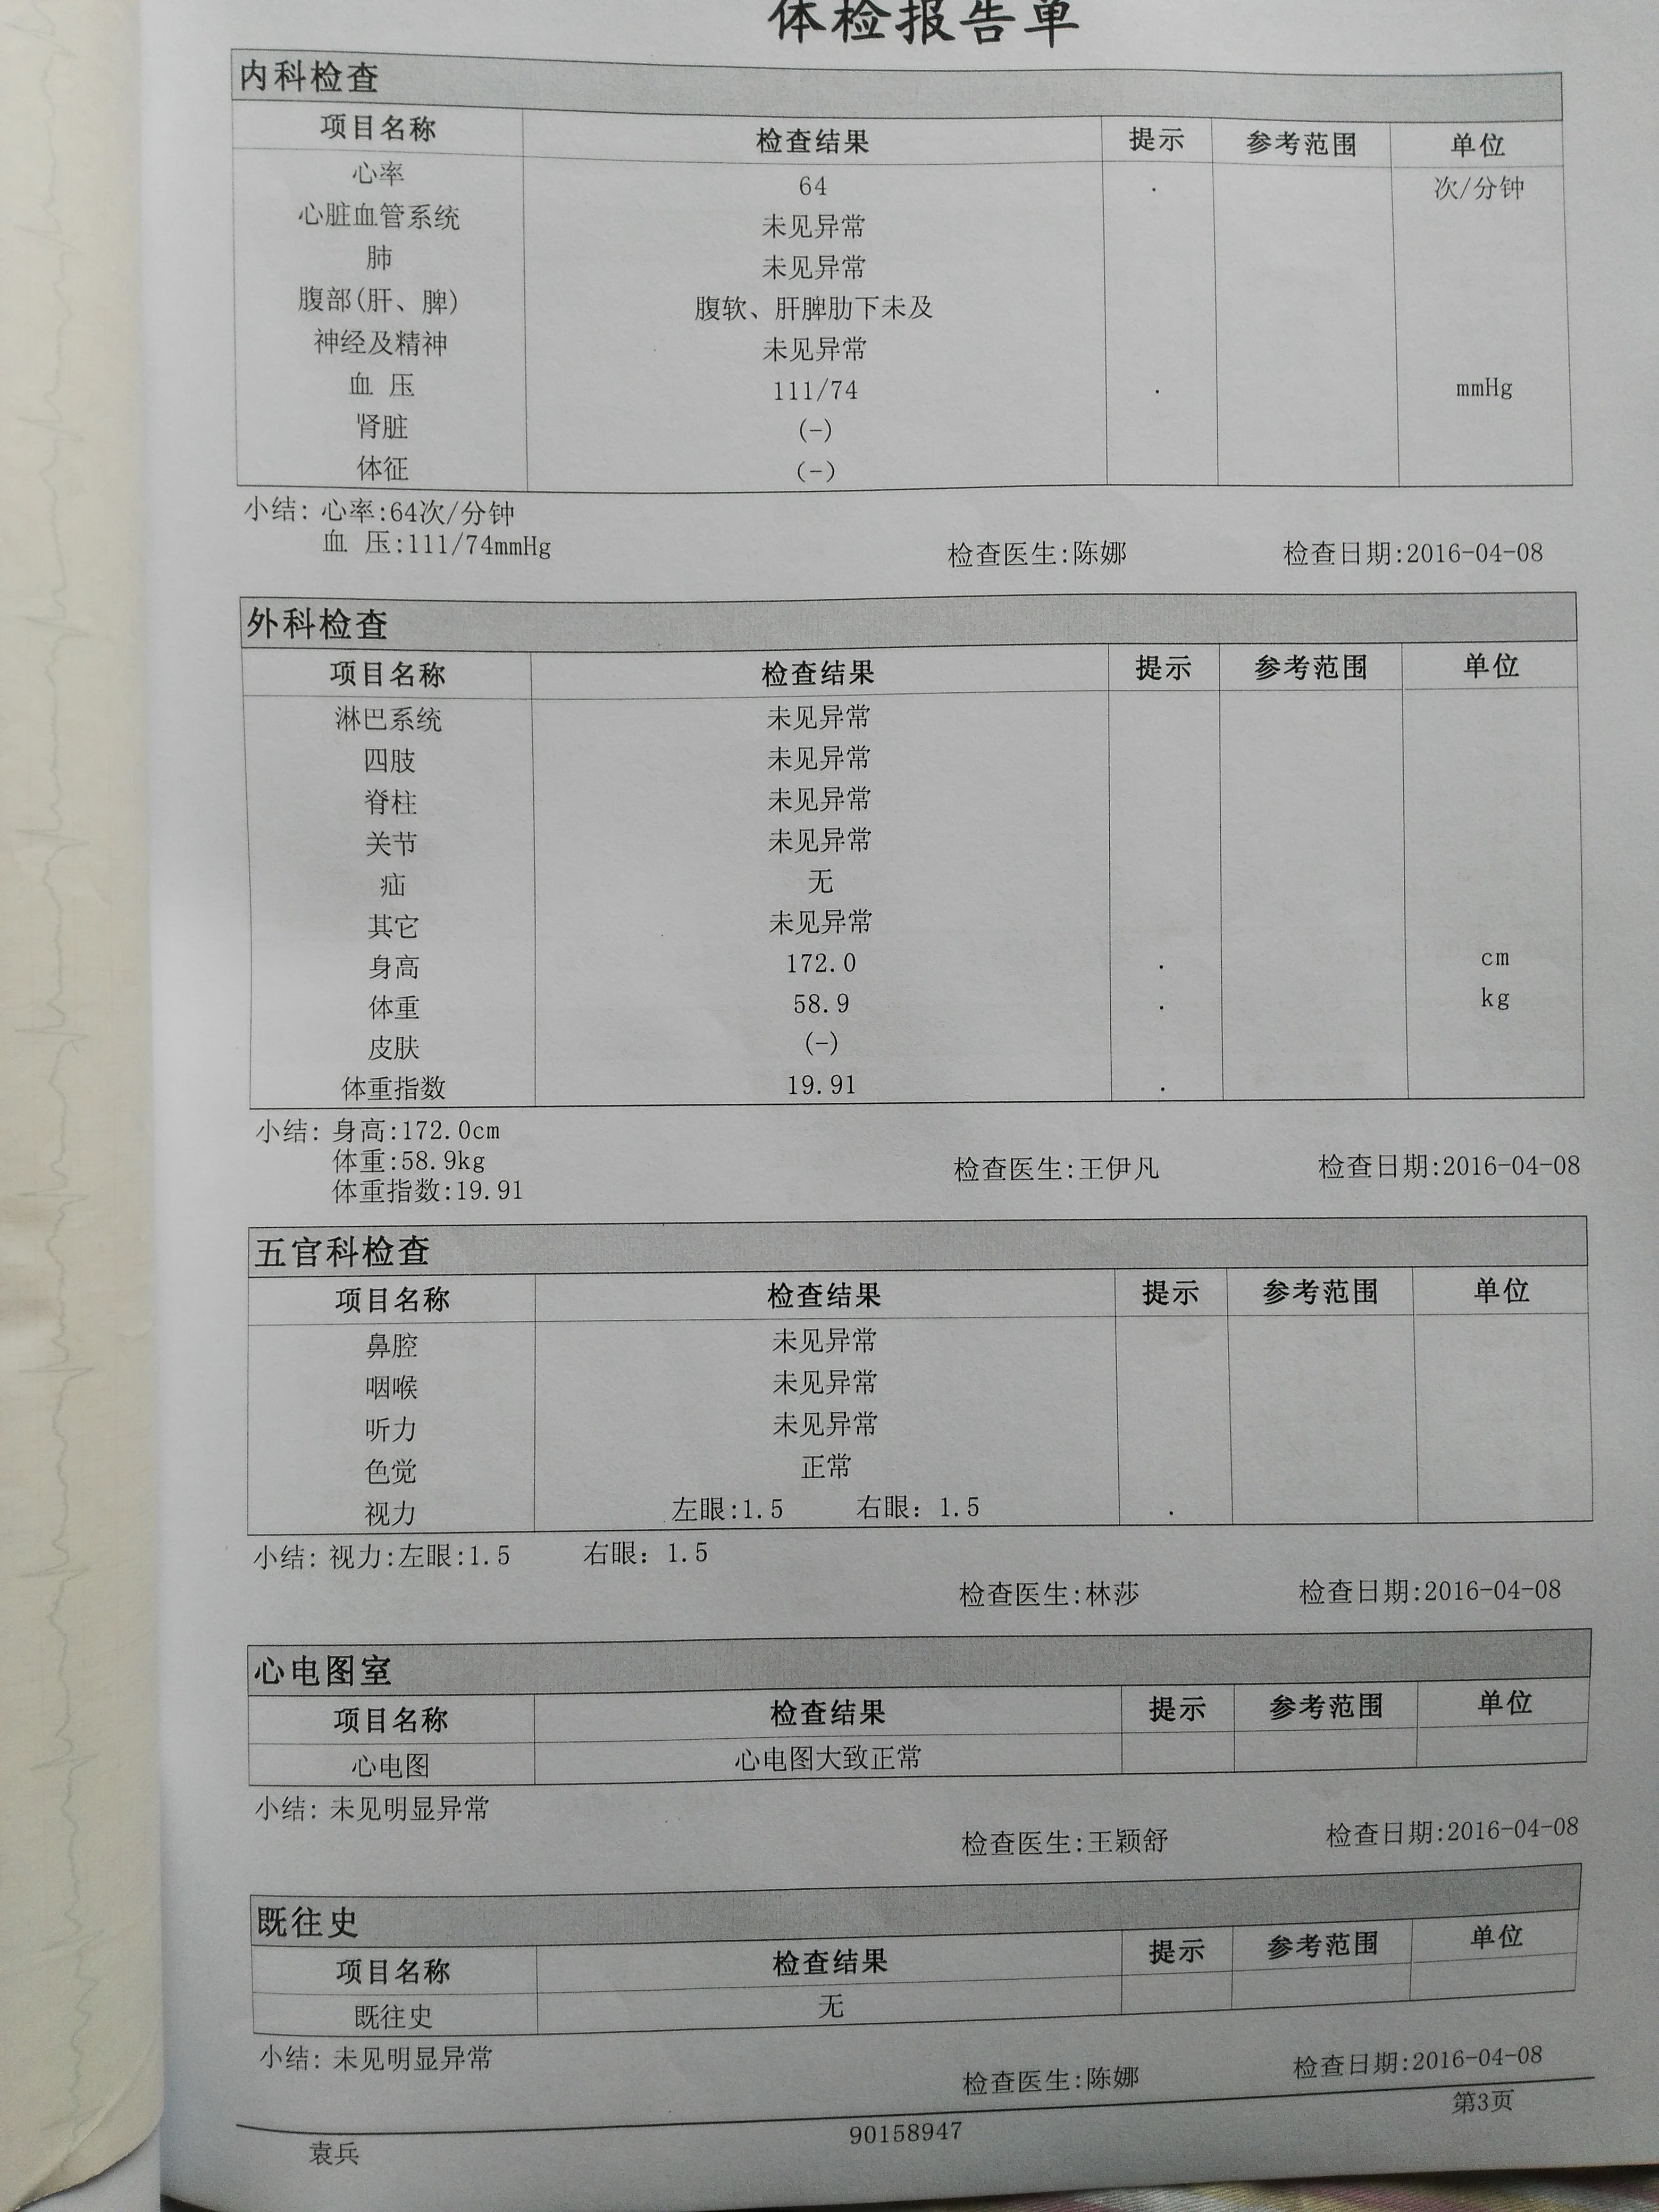 体检报告单
内科检查
项目名称 检查结果 提示 参考范围 单位
心率 64 . 次/分钟
心脏血管系统 未见异常
肺 未见异常
腹部(肝、脾) 腹软、肝脾肋下未及
神经及精神 未见异常
血 压 111/74 . mmHg
肾脏 (-)
体征 (-)
小结: 心率:64次/分钟
血 压:111/74mmHg
检查医生:陈娜 检查日期:2016-04-08
外科检查
项目名称 检查结果 提示 参考范围 单位
淋巴系统 未见异常
四肢 未见异常
脊柱 未见异常
关节 未见异常
疝 无
其它 未见异常
身高 172.0 . cm
体重 58.9 . kg
皮肤 (-)
体重指数 19.91 .
小结: 身高:172.0cm
体重:58.9kg
体重指数:19.91
检查医生:王伊凡 检查日期:2016-04-08
五官科检查
项目名称 检查结果 提示 参考范围 单位
鼻腔 未见异常
咽喉 未见异常
听力 未见异常
色觉 正常
视力 左眼:1.5 右眼: 1.5 .
小结: 视力:左眼:1.5 右眼: 1.5
检查医生:林莎 检查日期:2016-04-08
心电图室
项目名称 检查结果 提示 参考范围 单位
心电图 心电图大致正常
小结: 未见明显异常
检查医生:王颖舒 检查日期:2016-04-08
既往史
项目名称 检查结果 提示 参考范围 单位
既往史 无
小结: 未见明显异常
检查医生:陈娜 检查日期:2016-04-08
第3页
袁兵 90158947